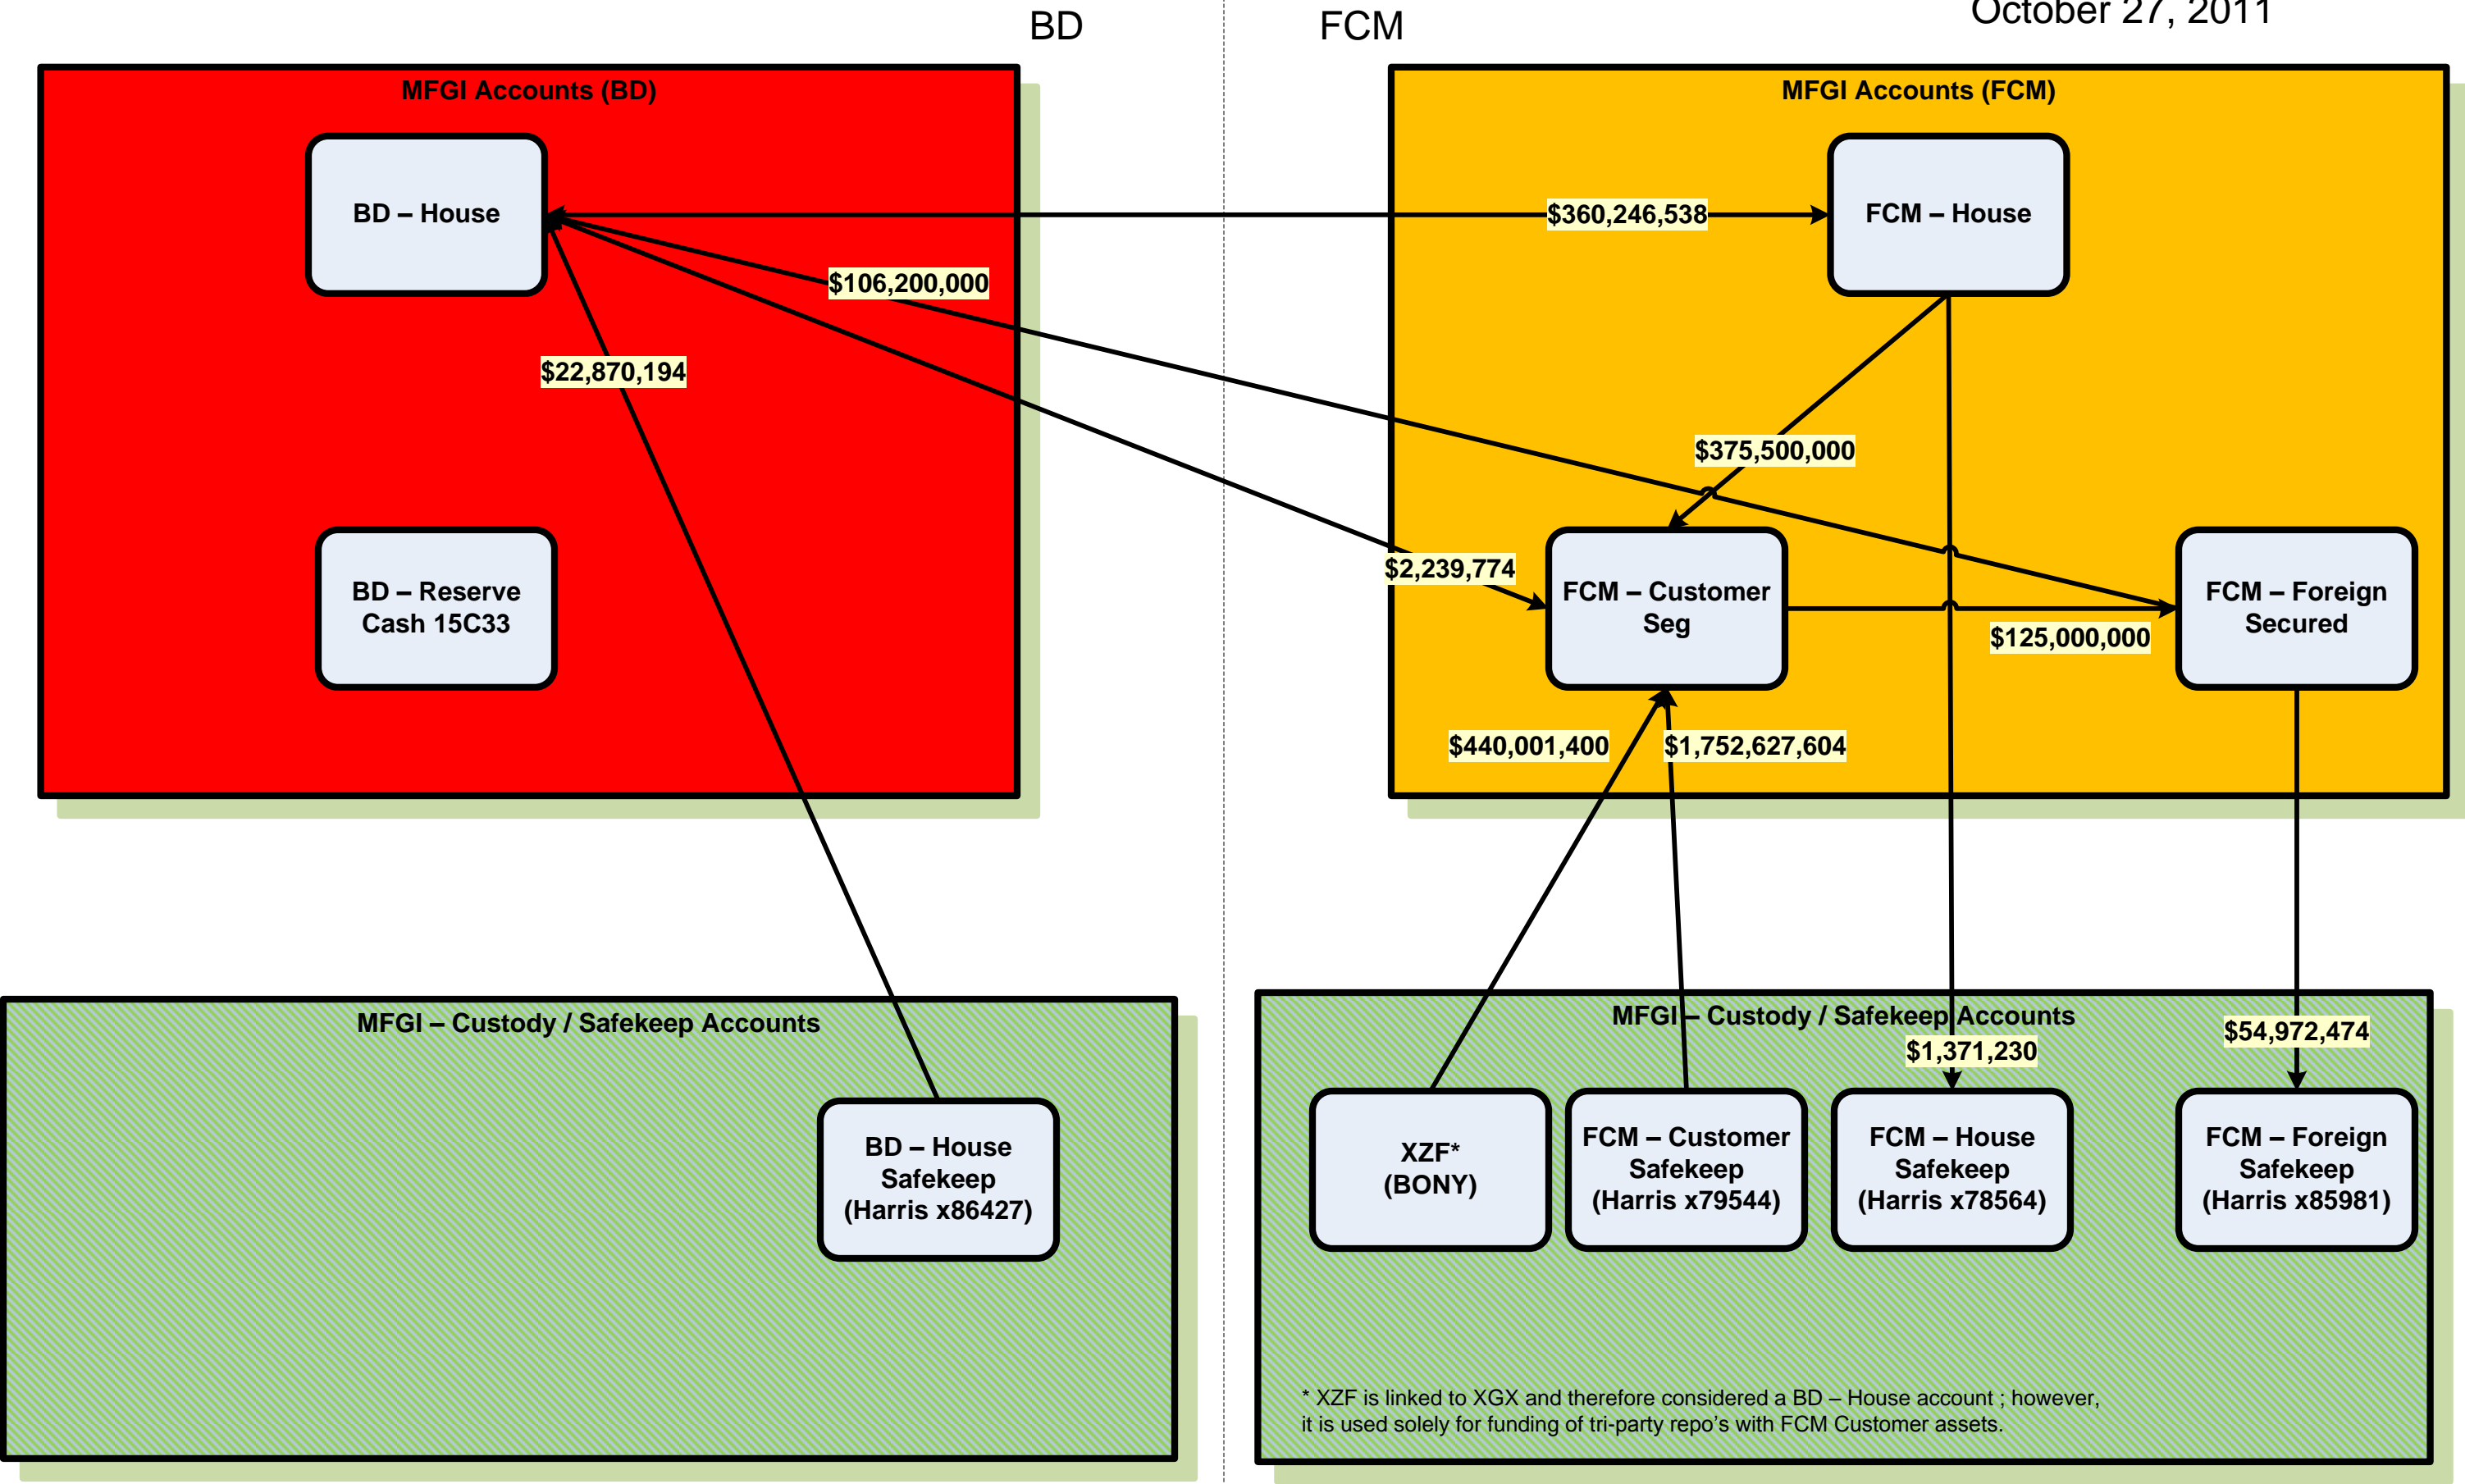 BD
FCM
October 27, 2011
MFGI Accounts (BD)
MFGI Accounts (FCM)
BD – House
FCM – House
$360,246,538
$106,200,000
$22,870,194
$375,500,000
$2,239,774
BD – Reserve
Cash 15C33
FCM – Customer
Seg
FCM – Foreign
Secured
$125,000,000
$440,001,400
$1,752,627,604
MFGI – Custody / Safekeep Accounts
MFGI – Custody / Safekeep Accounts
$1,371,230
$54,972,474
BD – House
Safekeep
(Harris x86427)
XZF*
(BONY)
FCM – Customer
Safekeep
(Harris x79544)
FCM – House
Safekeep
(Harris x78564)
FCM – Foreign
Safekeep
(Harris x85981)
* XZF is linked to XGX and therefore considered a BD – House account ; however,
it is used solely for funding of tri-party repo’s with FCM Customer assets.